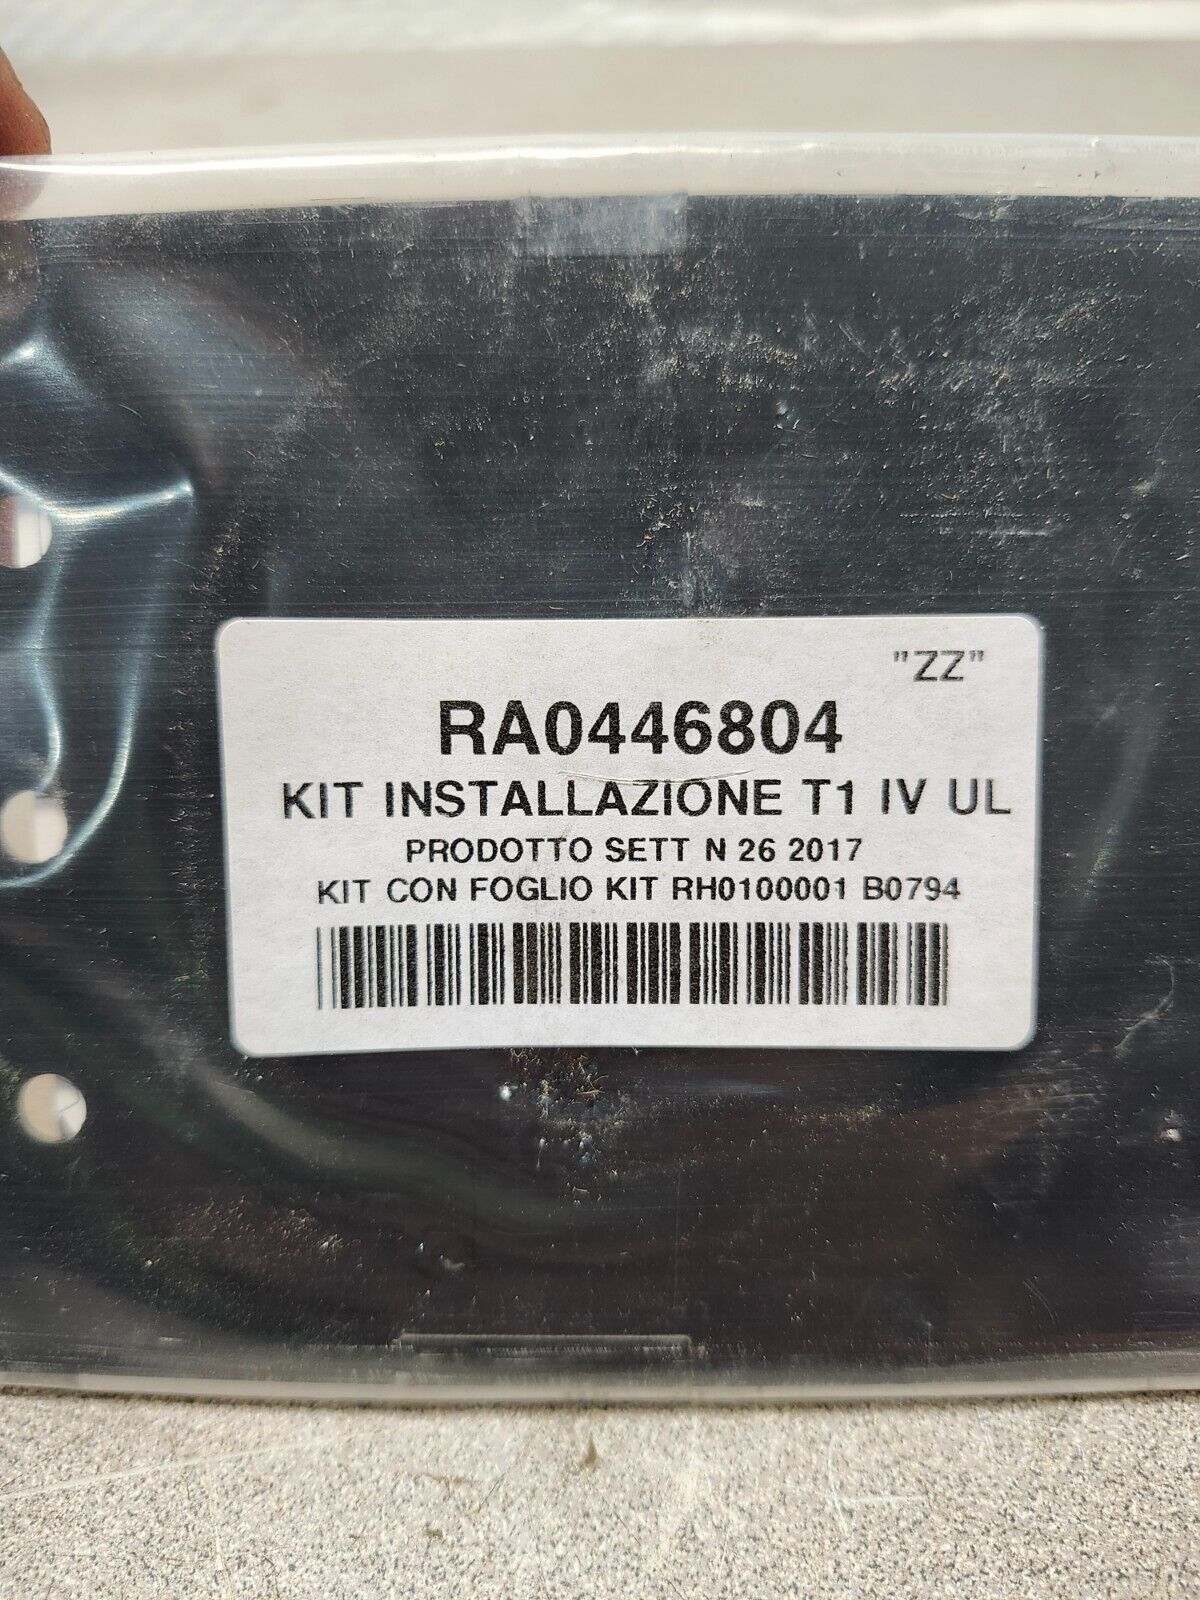 "ZZ"
RA0446804
KIT INSTALLAZIONE T1 IV UL
PRODOTTO SETT N 26 2017
KIT CON FOGLIO KIT RH0100001 B0794